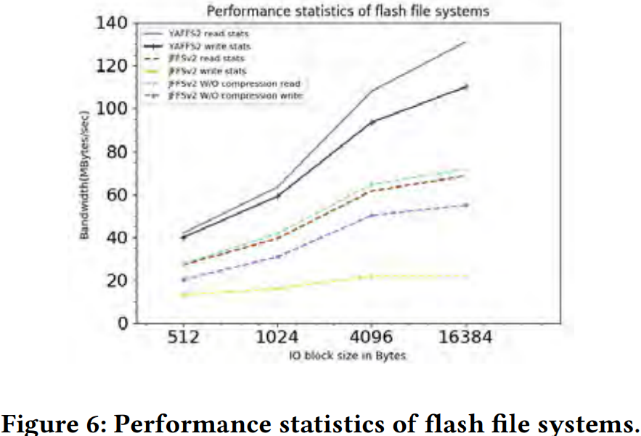 Performance statistics of flash file systems
140
120
100
80
60
40
20
0
Bandwidth(MBytes/sec)
YAFFS2 read stats
YAFFS2 write stats
JFFSv2 read stats
JFFSv2 write stats
JFFSv2 W/O compression read
JFFSv2 W/O compression write
512 1024 4096 16384
IO block size in Bytes
Figure 6: Performance statistics of flash file systems.